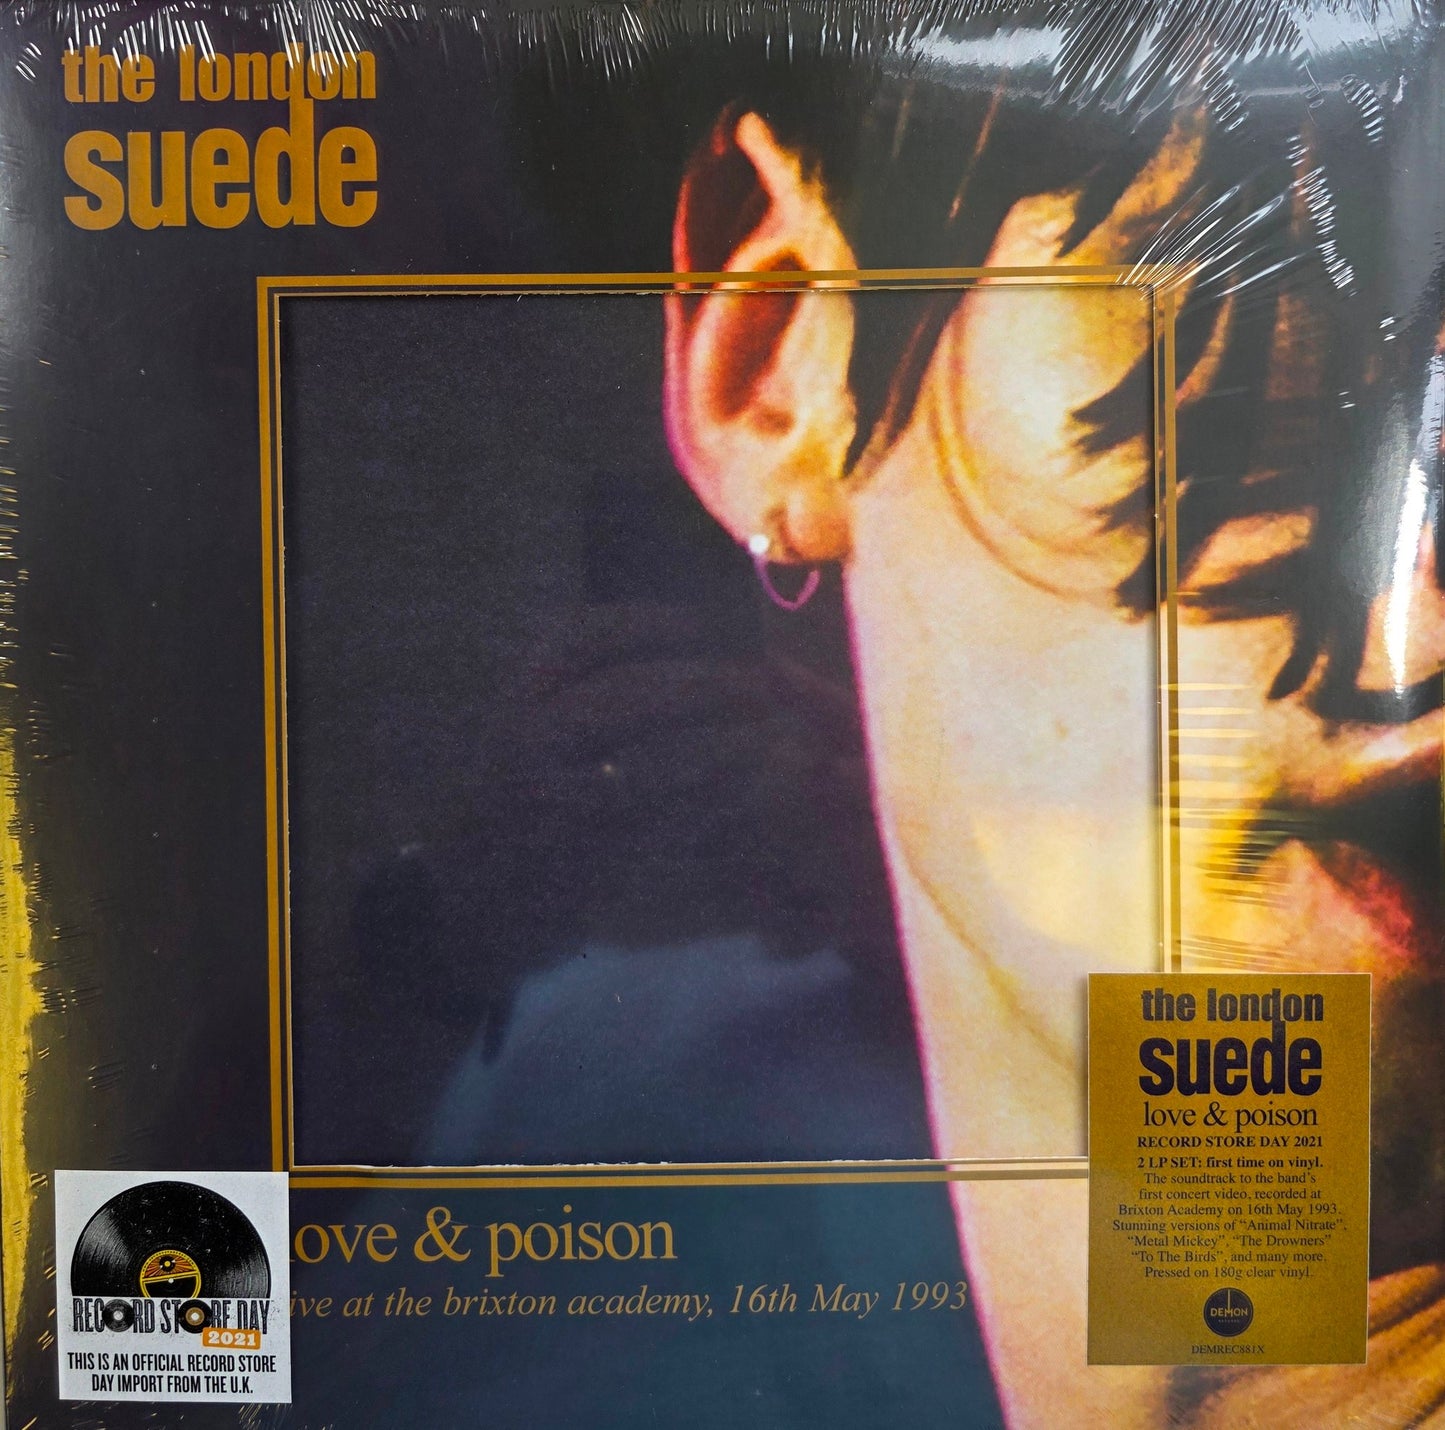 the london
suede
love & poison
live at the brixton academy, 16th May 1993
RECORD STORE DAY
2021
THIS IS AN OFFICIAL RECORD STORE
DAY IMPORT FROM THE U.K.
the london
suede
love & poison
RECORD STORE DAY 2021
2 LP SET: first time on vinyl.
The soundtrack to the band's
first concert video, recorded at
Brixton Academy on 16th May 1993.
Stunning versions of "Animal Nitrate",
"Metal Mickey", "The Drowners"
"To The Birds", and many more.
Pressed on 180g clear vinyl.
DEMON
RECORDS
DEMREC881X